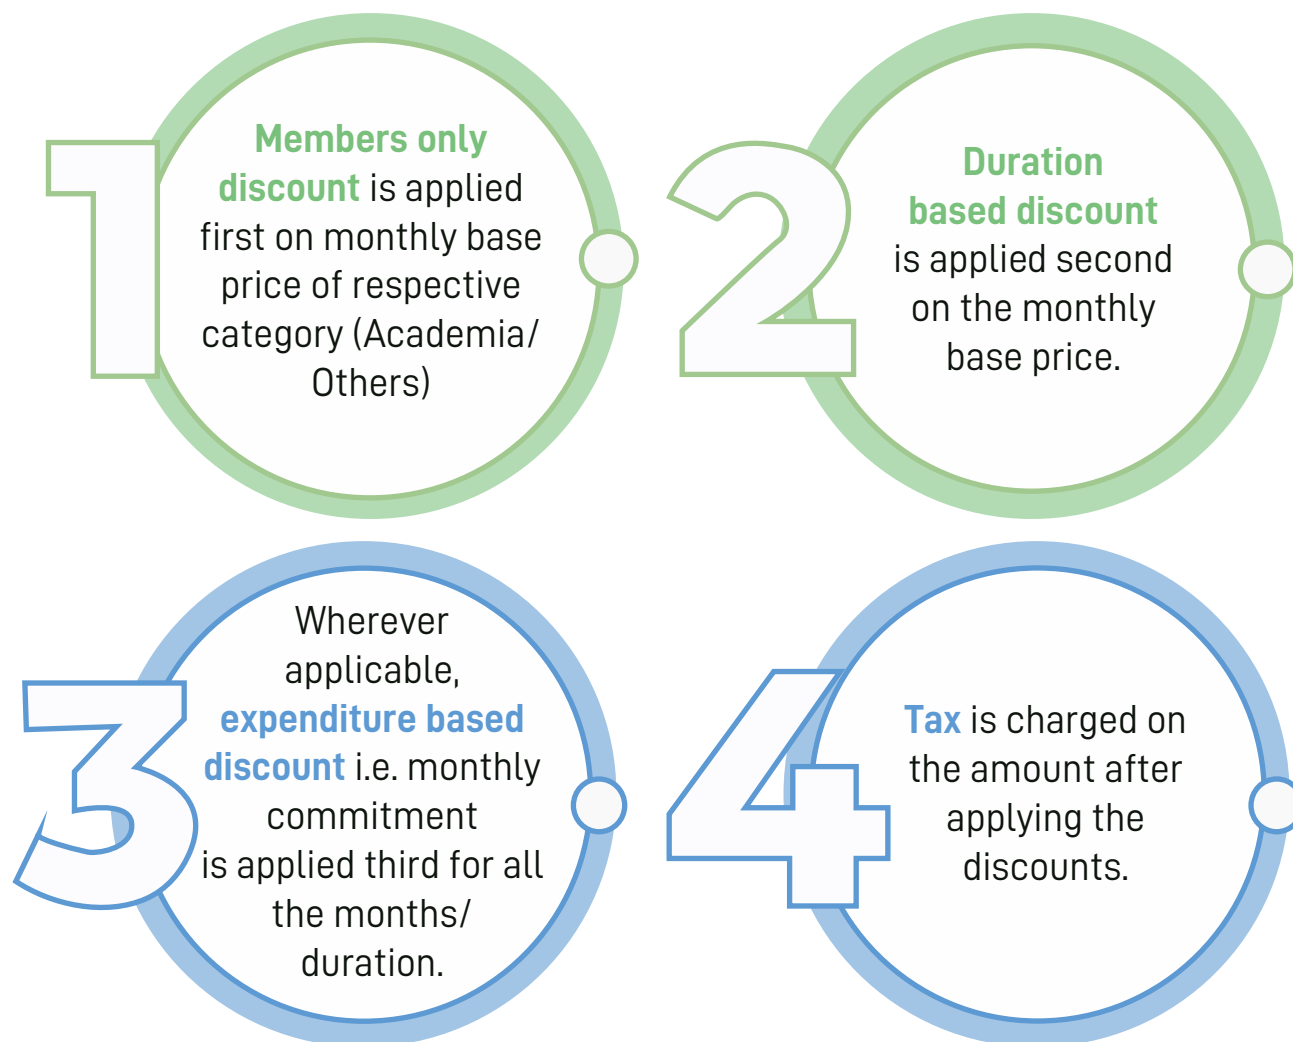 1
Members only
discount is applied
first on monthly base
price of respective
category (Academia/
Others)
2
Duration
based discount
is applied second
on the monthly
base price.
3
Wherever
applicable,
expenditure based
discount i.e. monthly
commitment
is applied third for all
the months/
duration.
4
Tax is charged on
the amount after
applying the
discounts.